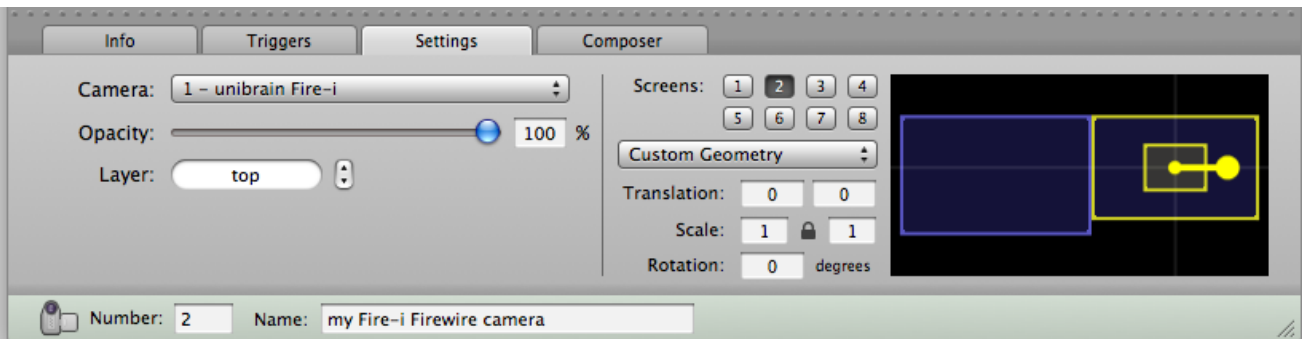 Info Triggers Settings Composer
Camera: 1 – unibrain Fire-i
Opacity: 100 %
Layer: top
Screens: 1 2 3 4
5 6 7 8
Custom Geometry
Translation: 0 0
Scale: 1 1
Rotation: 0 degrees
Number: 2 Name: my Fire-i Firewire camera